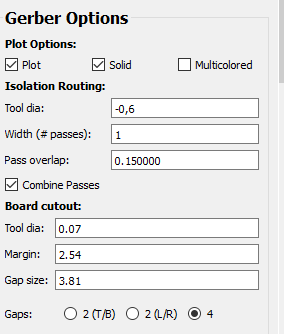 Gerber Options
Plot Options:
Plot Solid Multicolored
Isolation Routing:
Tool dia: -0,6
Width (# passes): 1
Pass overlap: 0.150000
Combine Passes
Board cutout:
Tool dia: 0.07
Margin: 2.54
Gap size: 3.81
Gaps: 2 (T/B) 2 (L/R) 4